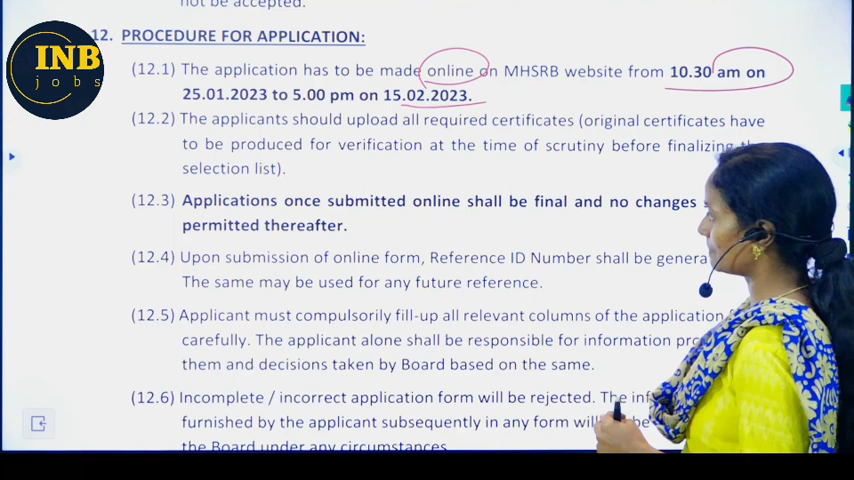 not be accepted.
INB
jobs
12. PROCEDURE FOR APPLICATION:
(12.1) The application has to be made online on MHSRB website from 10.30 am on
25.01.2023 to 5.00 pm on 15.02.2023.
(12.2) The applicants should upload all required certificates (original certificates have
to be produced for verification at the time of scrutiny before finalizing the
selection list).
(12.3) Applications once submitted online shall be final and no changes
permitted thereafter.
(12.4) Upon submission of online form, Reference ID Number shall be genera
The same may be used for any future reference.
(12.5) Applicant must compulsorily fill-up all relevant columns of the application
carefully. The applicant alone shall be responsible for information pro
them and decisions taken by Board based on the same.
(12.6) Incomplete / incorrect application form will be rejected. The inf
furnished by the applicant subsequently in any form will be
the Board under any circumstances.